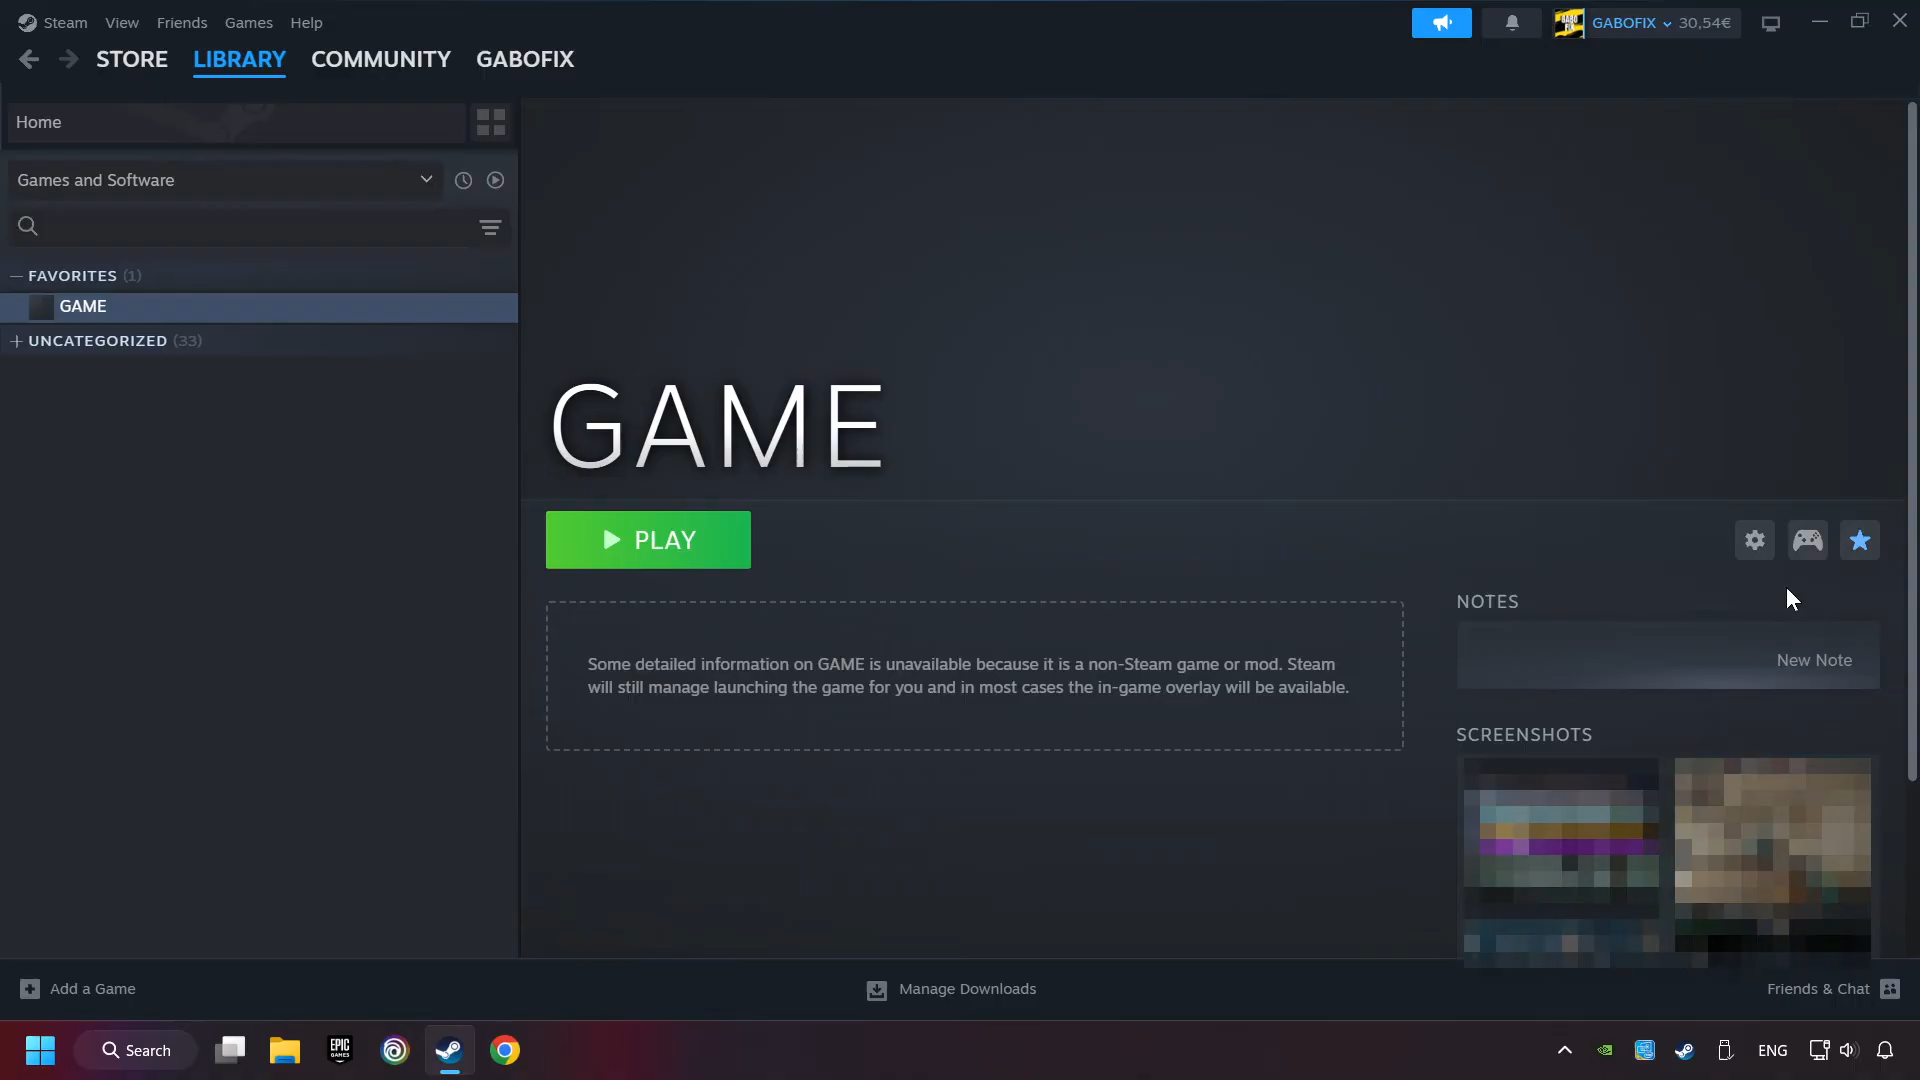 Steam View Friends Games Help
GABOFIX 30,54€
STORE LIBRARY COMMUNITY GABOFIX
Home
Games and Software
FAVORITES (1)
GAME
UNCATEGORIZED (33)
GAME
PLAY
Some detailed information on GAME is unavailable because it is a non-Steam game or mod. Steam
will still manage launching the game for you and in most cases the in-game overlay will be available.
NOTES
New Note
SCREENSHOTS
Add a Game
Manage Downloads
Friends & Chat
Search
EPIC
GAMES
ENG